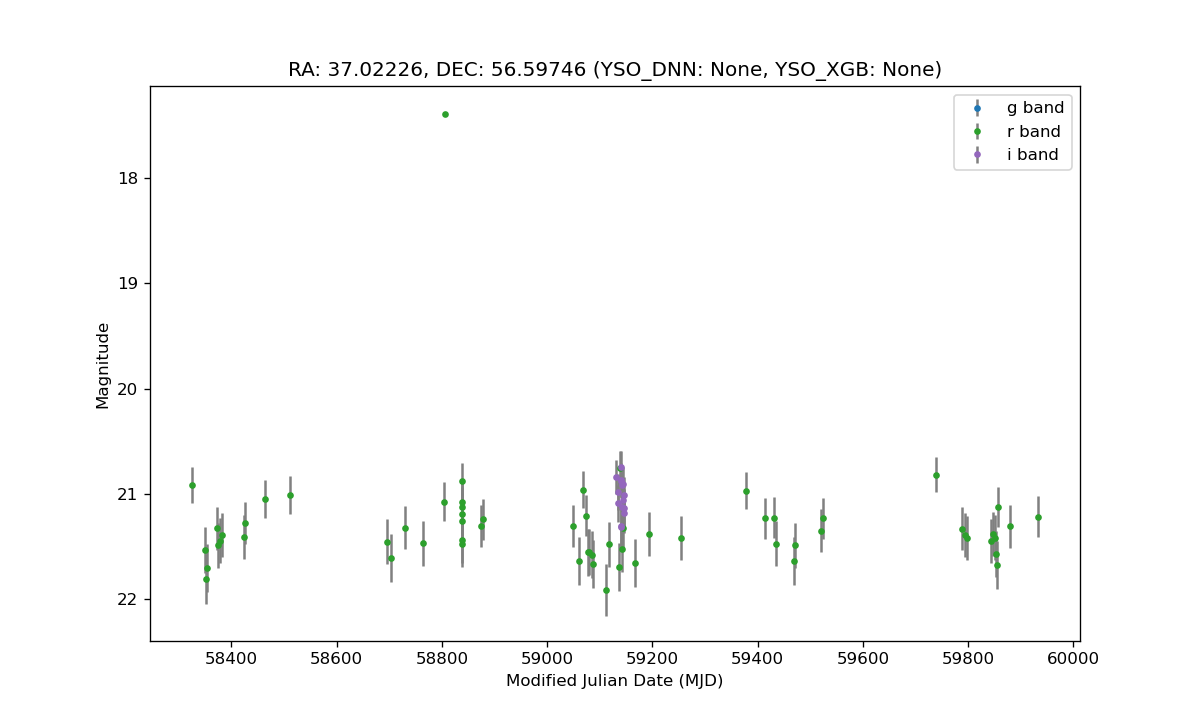 RA: 37.02226, DEC: 56.59746 (YSO_DNN: None, YSO_XGB: None)
g band
r band
i band
18
19
20
21
22
Magnitude
58400 58600 58800 59000 59200 59400 59600 59800 60000
Modified Julian Date (MJD)